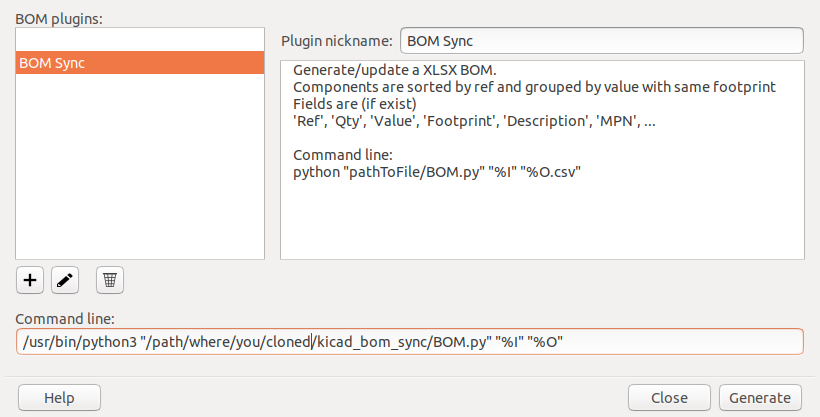 BOM plugins:
BOM Sync
Plugin nickname: BOM Sync
Generate/update a XLSX BOM.
Components are sorted by ref and grouped by value with same footprint
Fields are (if exist)
'Ref', 'Qty', 'Value', 'Footprint', 'Description', 'MPN', ...
Command line:
python "pathToFile/BOM.py" "%I" "%O.csv"
Command line:
/usr/bin/python3 "/path/where/you/cloned/kicad_bom_sync/BOM.py" "%I" "%O"
Help
Close
Generate